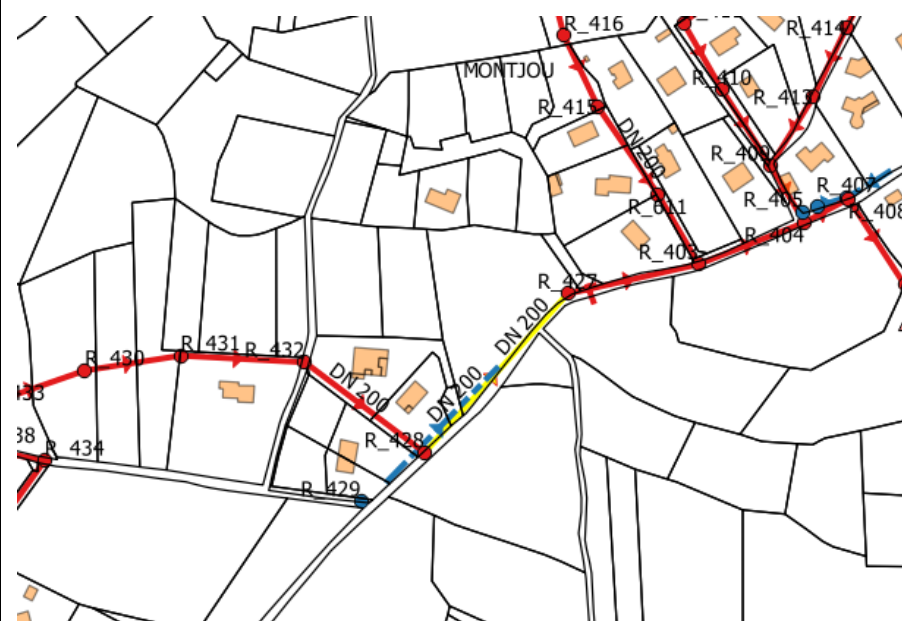 R_416
R_414
MONTJOU
R_410
R_413
R_415
DN 200
R_409
R_611
R_405
R_407
R_408
R_404
R_403
R_427
DN 200
R_431
R_432
R_430
DN 200
DN 200
R_428
R_434
R_429